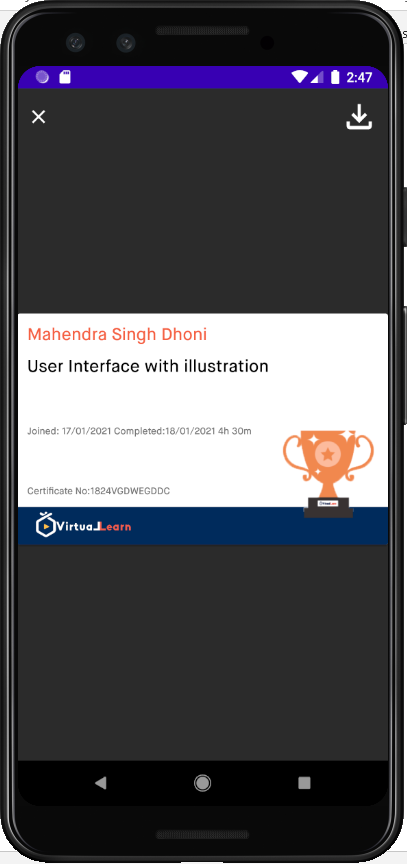 2:47
Mahendra Singh Dhoni
User Interface with illustration
Joined: 17/01/2021 Completed:18/01/2021 4h 30m
Certificate No:1824VGDWEGDDC
VirtualLearn